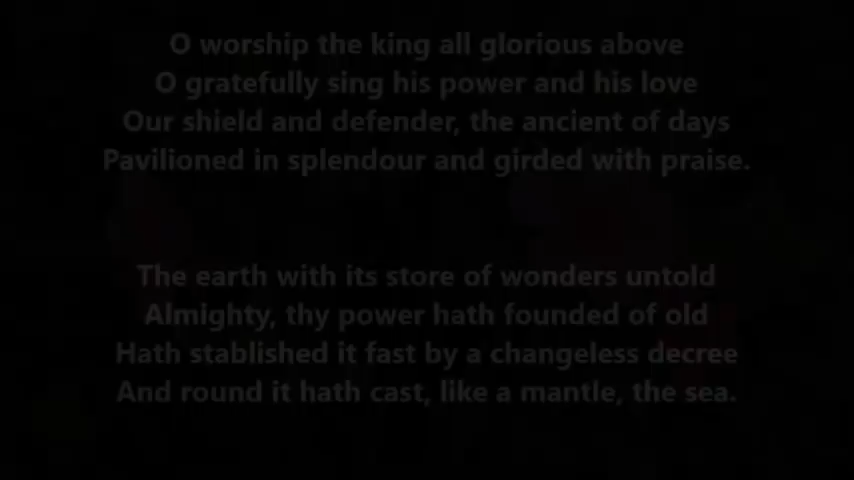 O worship the king all glorious above
O gratefully sing his power and his love
Our shield and defender, the ancient of days
Pavilioned in splendour and girded with praise.
The earth with its store of wonders untold
Almighty, thy power hath founded of old
Hath stablished it fast by a changeless decree
And round it hath cast, like a mantle, the sea.